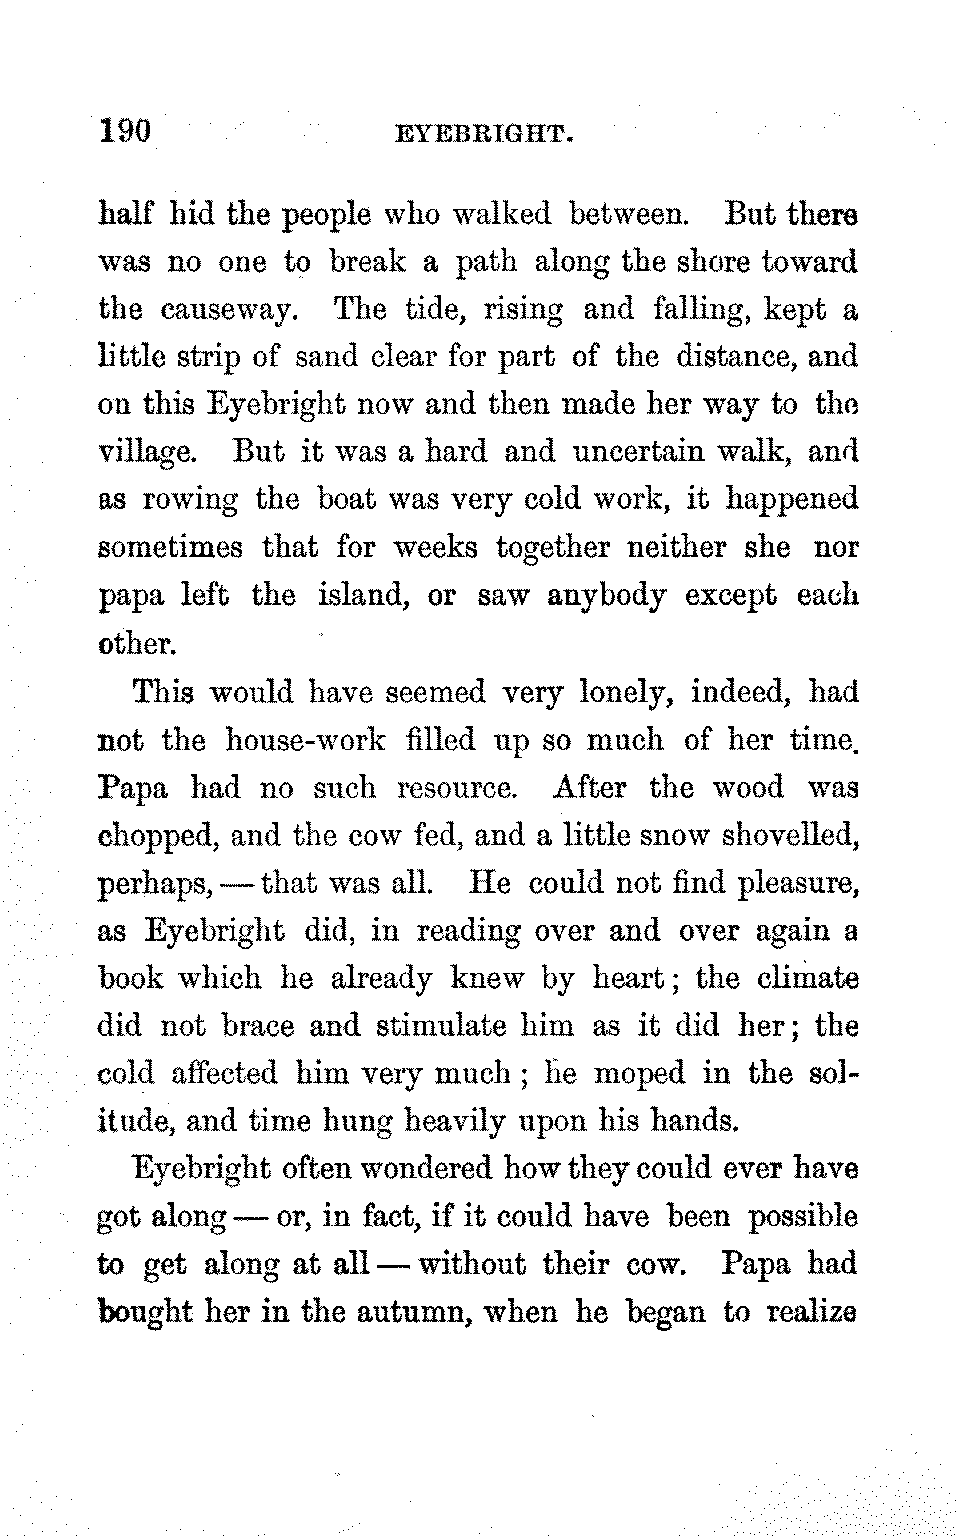 190 EYEBRIGHT.
half hid the people who walked between. But there
was no one to break a path along the shore toward
the causeway. The tide, rising and falling, kept a
little strip of sand clear for part of the distance, and
on this Eyebright now and then made her way to the
village. But it was a hard and uncertain walk, and
as rowing the boat was very cold work, it happened
sometimes that for weeks together neither she nor
papa left the island, or saw anybody except each
other.
This would have seemed very lonely, indeed, had
not the house-work filled up so much of her time.
Papa had no such resource. After the wood was
chopped, and the cow fed, and a little snow shovelled,
perhaps, — that was all. He could not find pleasure,
as Eyebright did, in reading over and over again a
book which he already knew by heart; the climate
did not brace and stimulate him as it did her; the
cold affected him very much; he moped in the sol-
itude, and time hung heavily upon his hands.
Eyebright often wondered how they could ever have
got along — or, in fact, if it could have been possible
to get along at all — without their cow. Papa had
bought her in the autumn, when he began to realize